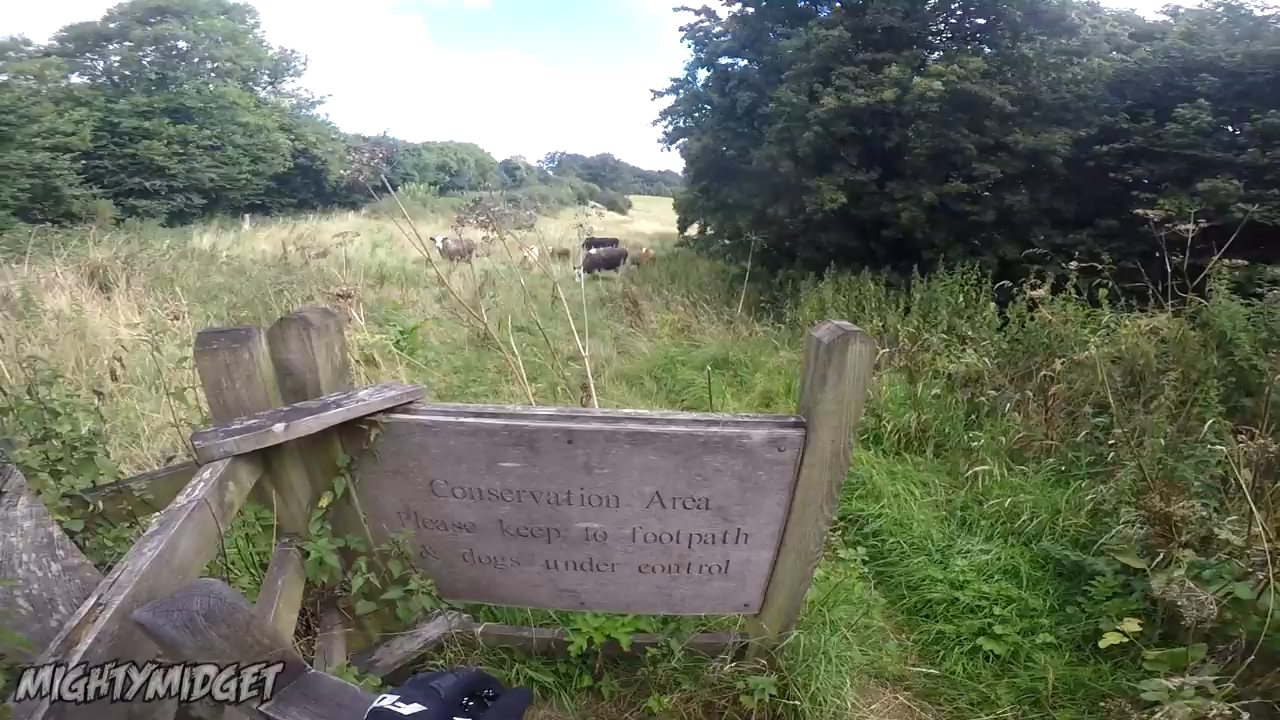 Conservation Area
Please keep to footpath
& dogs under control
MIGHTYMIDGET